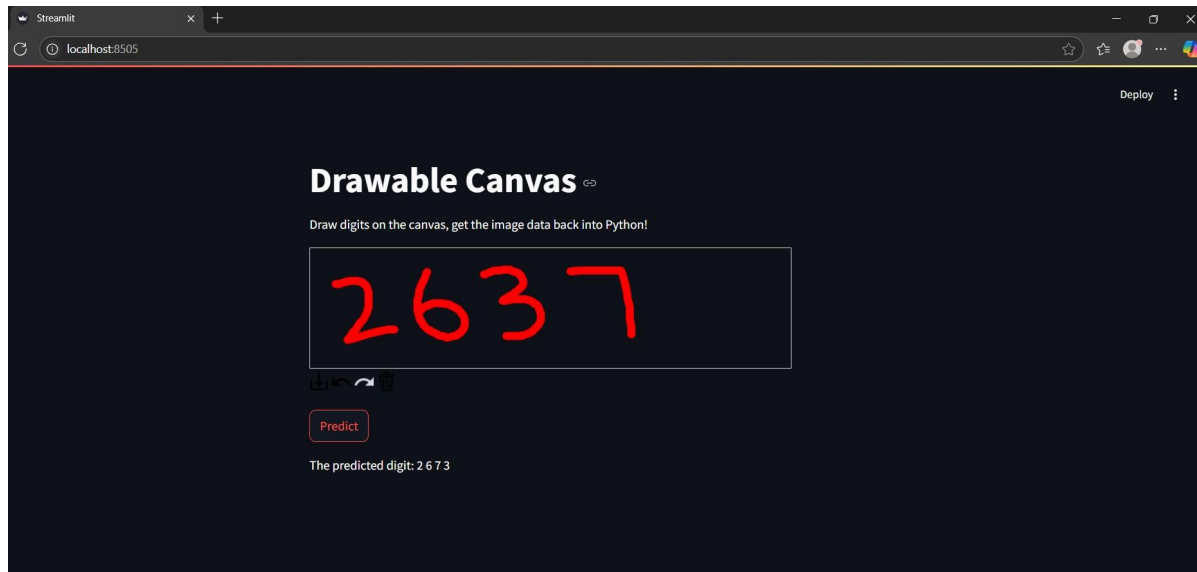 Streamlit
localhost:8505
Deploy
Drawable Canvas
Draw digits on the canvas, get the image data back into Python!
2637
Predict
The predicted digit: 2 6 7 3